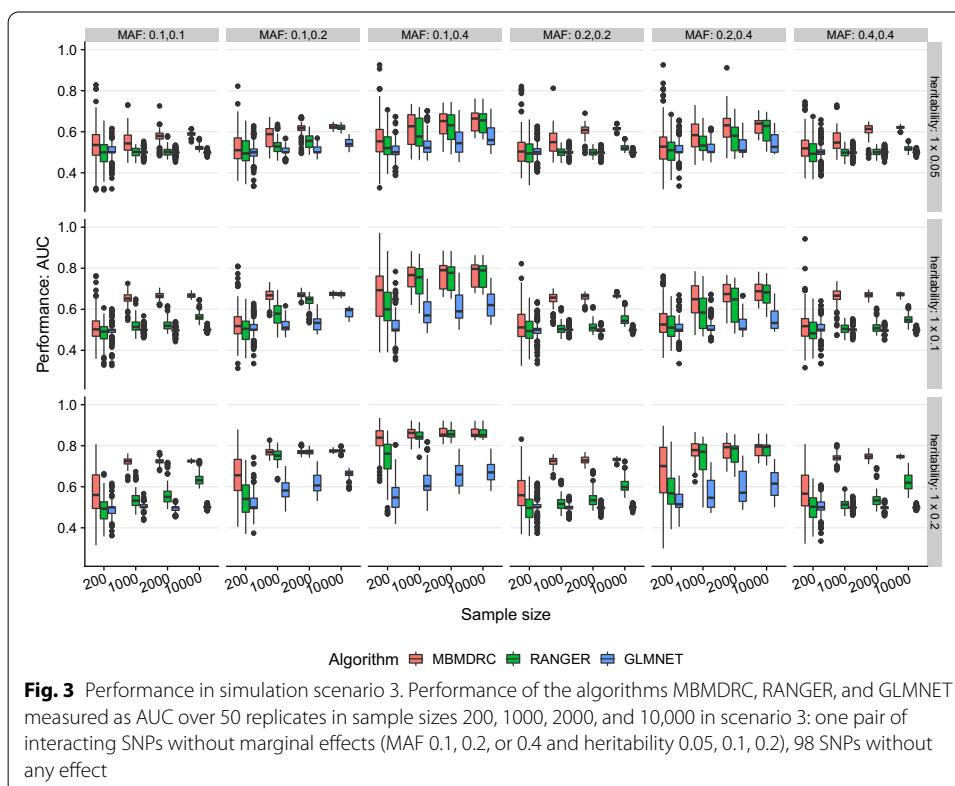 MAF: 0.1,0.1 MAF: 0.1,0.2 MAF: 0.1,0.4 MAF: 0.2,0.2 MAF: 0.2,0.4 MAF: 0.4,0.4
1.0
0.8
0.6
0.4
heritability: 1 x 0.05
1.0
0.8
0.6
0.4
heritability: 1 x 0.1
1.0
0.8
0.6
0.4
heritability: 1 x 0.2
Performance: AUC
200 1000 2000 10000 200 1000 2000 10000 200 1000 2000 10000 200 1000 2000 10000 200 1000 2000 10000 200 1000 2000 10000
Sample size
Algorithm MBMDRC RANGER GLMNET
Fig. 3 Performance in simulation scenario 3. Performance of the algorithms MBMDRC, RANGER, and GLMNET
measured as AUC over 50 replicates in sample sizes 200, 1000, 2000, and 10,000 in scenario 3: one pair of
interacting SNPs without marginal effects (MAF 0.1, 0.2, or 0.4 and heritability 0.05, 0.1, 0.2), 98 SNPs without
any effect